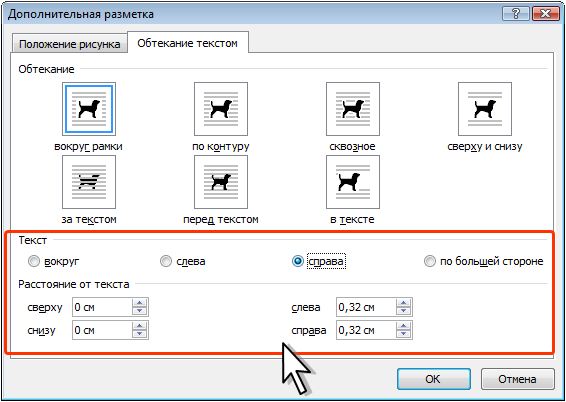 Дополнительная разметка
Положение рисунка Обтекание текстом
Обтекание
вокруг рамки по контуру сквозное сверху и снизу
за текстом перед текстом в тексте
Текст
вокруг слева справа по большей стороне
Расстояние от текста
сверху 0 см слева 0,32 см
снизу 0 см справа 0,32 см
ОК Отмена